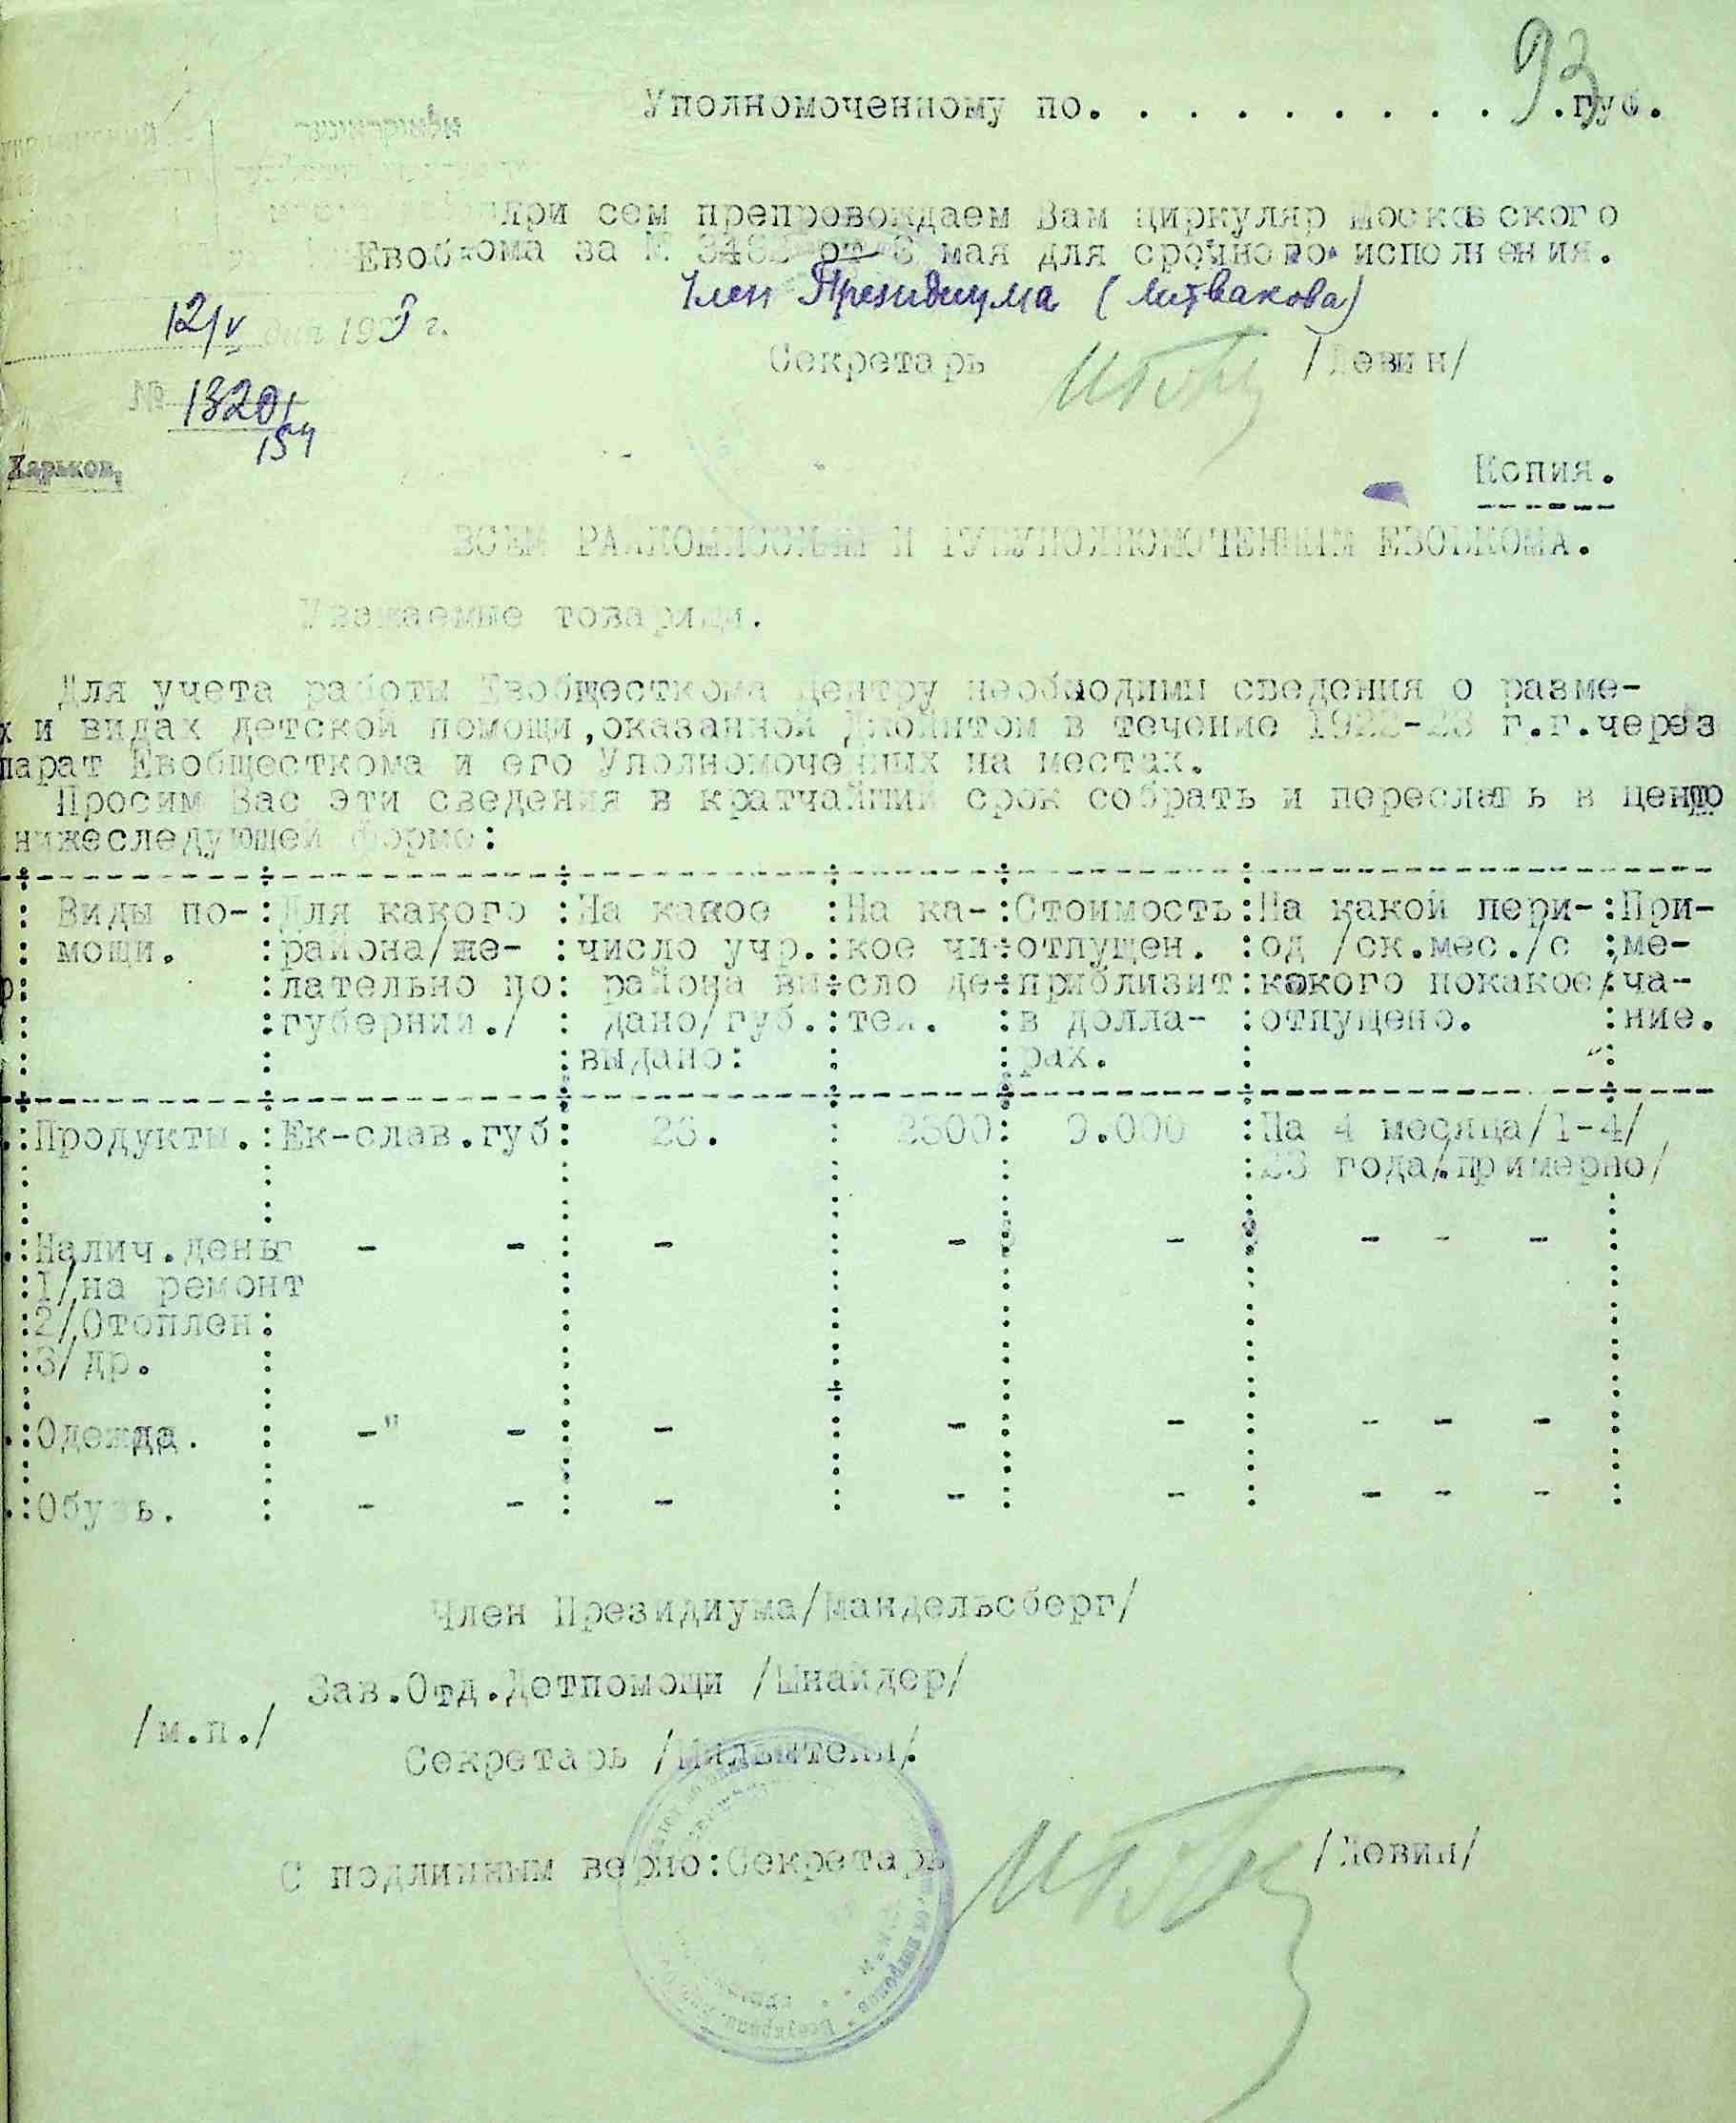 93
Уполномоченному по. . . . . . . . . . .губ.
при сем препровождаем Вам циркуляр Московского
Евобкома за № от 8 мая для срочного исполнения.
Член Президиума (Литвакова)
12/V дня 1923 г.
Секретарь /Левин/
№ 13201
154
Харьков,
Копия.
ВСЕМ РАЙКОМИССИЯМ И ГУБУПОЛНОМОЧЕННЫМ ЕВОБКОМА.
Уважаемые товарищи.
Для учета работы Евобщесткома Центру необходимы сведения о разме-
х и видах детской помощи,оказанной Джойнтом в течение 1922-23 г.г.через
парат Евобщесткома и его Уполномоченных на местах.
Просим Вас эти сведения в кратчайший срок собрать и переслать в центр
нижеследующей форме:
Виды по- :Для какого :На какое :На ка- :Стоимость :На какой пери- :При-
мощи. :района/же- :число учр. :кое чи- :отпущен. :од /ск.мес./с :ме-
р: :лательно по: района вы- :сло де- :приблизит :какого покакое/ :ча-
:губернии./ : дано/губ. :тей. :в долла- :отпущено. :ние.
:выдано: :рах.
.:Продукты. :Ек-слав.губ: 23. : 2300: 9.000 :На 4 месяца/1-4/
:23 года/.примерно/
.:Налич.деньг - - : - : - : - : - - - :
:1/на ремонт
:2/Отоплен:
:3/др.
.:Одежда. : -" - : - : - : - : - - - :
.:Обувь. : - - : - : - : - : - - - :
Член Президиума/Мандельсберг/
Зав.Отд.Детпомощи /Шнайдер/
/м.п./
Секретарь /Мильштейн/.
С подлинным верно:Секретарь /Левин/